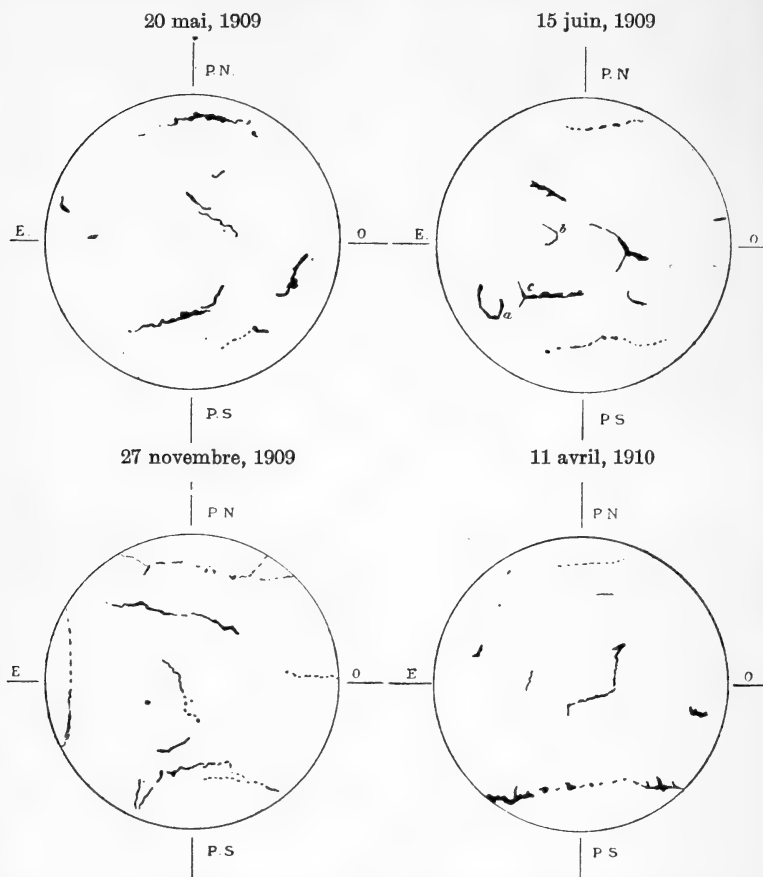 20 mai, 1909
15 juin, 1909
P.N.
P.N
E.
O
E.
O
b
c
a
P.S
P S
27 novembre, 1909
11 avril, 1910
P N
P N
E
O
E
O
P.S
P S